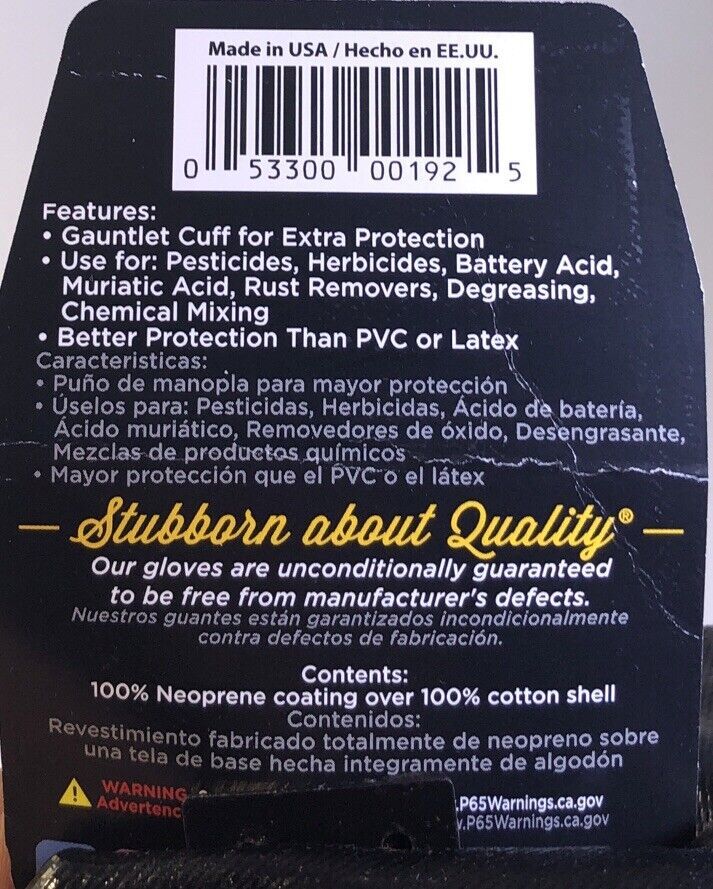 Made in USA / Hecho en EE.UU.
0 53300 00192 5
Features:
• Gauntlet Cuff for Extra Protection
• Use for: Pesticides, Herbicides, Battery Acid,
Muriatic Acid, Rust Removers, Degreasing,
Chemical Mixing
• Better Protection Than PVC or Latex
Caracteristicas:
• Puño de manopla para mayor protección
• Úselos para: Pesticidas, Herbicidas, Ácido de batería,
Ácido muriático, Removedores de óxido, Desengrasante,
Mezclas de productos químicos
• Mayor protección que el PVC o el látex
— Stubborn about Quality® —
Our gloves are unconditionally guaranteed
to be free from manufacturer's defects.
Nuestros guantes están garantizados incondicionalmente
contra defectos de fabricación.
Contents:
100% Neoprene coating over 100% cotton shell
Contenidos:
Revestimiento fabricado totalmente de neopreno sobre
una tela de base hecha integramente de algodón
WARNING .P65Warnings.ca.gov
Advertenc .P65Warnings.ca.gov